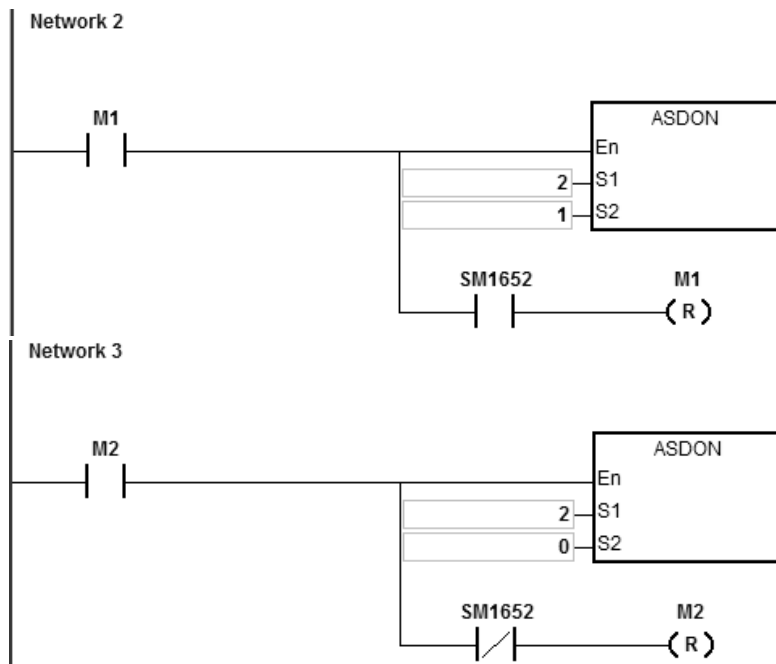 Network 2
M1
ASDON
En
2 S1
1 S2
SM1652 M1
R
Network 3
M2
ASDON
En
2 S1
0 S2
SM1652 M2
R